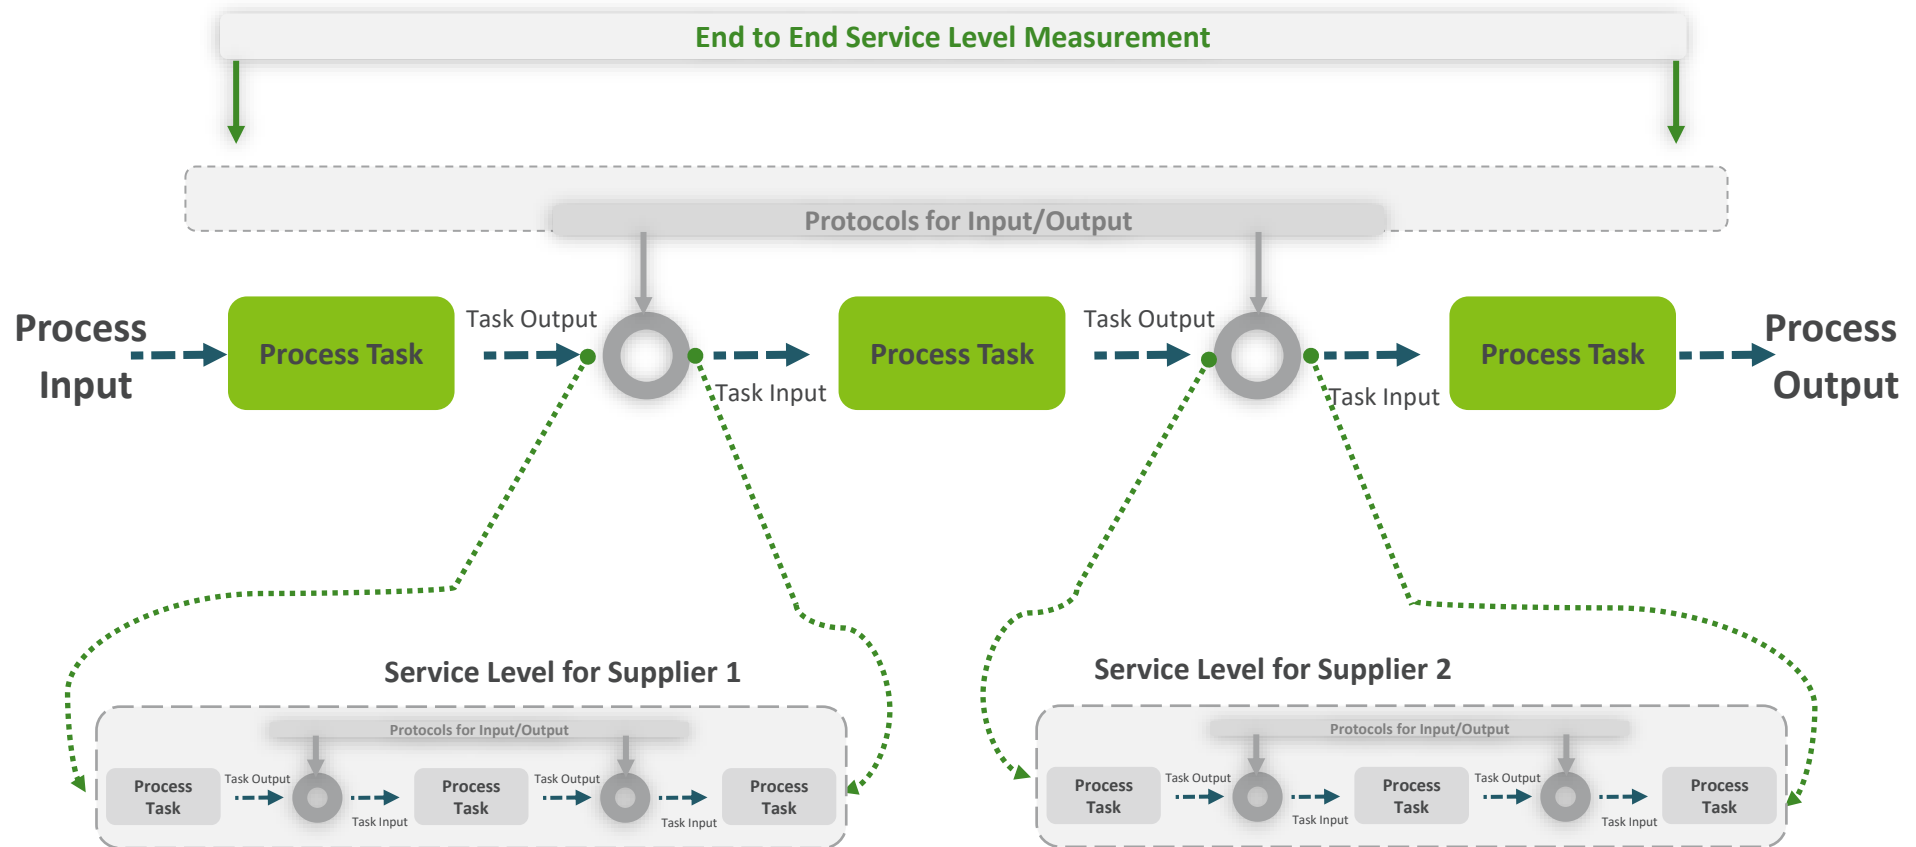 End to End Service Level Measurement
Protocols for Input/Output
Process
Input
Process Task
Task Output
Task Input
Process Task
Task Output
Task Input
Process Task
Process
Output
Service Level for Supplier 1
Protocols for Input/Output
Process
Task
Task Output
Task Input
Process
Task
Task Output
Task Input
Process
Task
Service Level for Supplier 2
Protocols for Input/Output
Process
Task
Task Output
Task Input
Process
Task
Task Output
Task Input
Process
Task